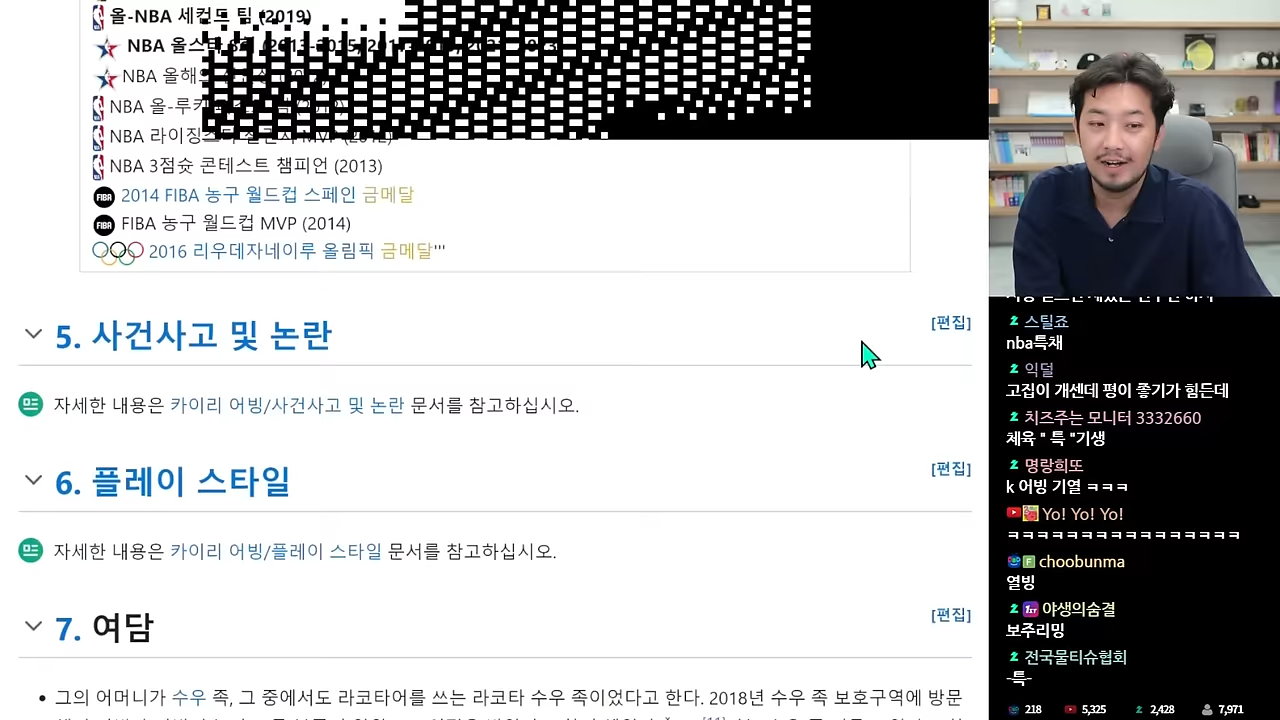 올-NBA 세컨드 팀 (2019)
NBA 올스타
NBA 올해의
NBA 올-루키
NBA 라이징스타
NBA 3점슛 콘테스트 챔피언 (2013)
FIBA 2014 FIBA 농구 월드컵 스페인 금메달
FIBA FIBA 농구 월드컵 MVP (2014)
2016 리우데자네이루 올림픽 금메달'''
5. 사건사고 및 논란 [편집]
자세한 내용은 카이리 어빙/사건사고 및 논란 문서를 참고하십시오.
6. 플레이 스타일 [편집]
자세한 내용은 카이리 어빙/플레이 스타일 문서를 참고하십시오.
7. 여담 [편집]
• 그의 어머니가 수우 족, 그 중에서도 라코타어를 쓰는 라코타 수우 족이었다고 한다. 2018년 수우 족 보호구역에 방문
스틸죠
nba특채
익덜
고집이 개센데 평이 좋기가 힘든데
치즈주는 모니터 3332660
체육 " 특 "기생
명랑희또
k 어빙 기열 ㅋㅋㅋ
Yo! Yo! Yo!
ㅋㅋㅋㅋㅋㅋㅋㅋㅋㅋㅋㅋㅋㅋㅋ
choobunma
열빙
야생의숨결
보주리밍
전국물티슈협회
-특-
218 5,325 2,428 7,971